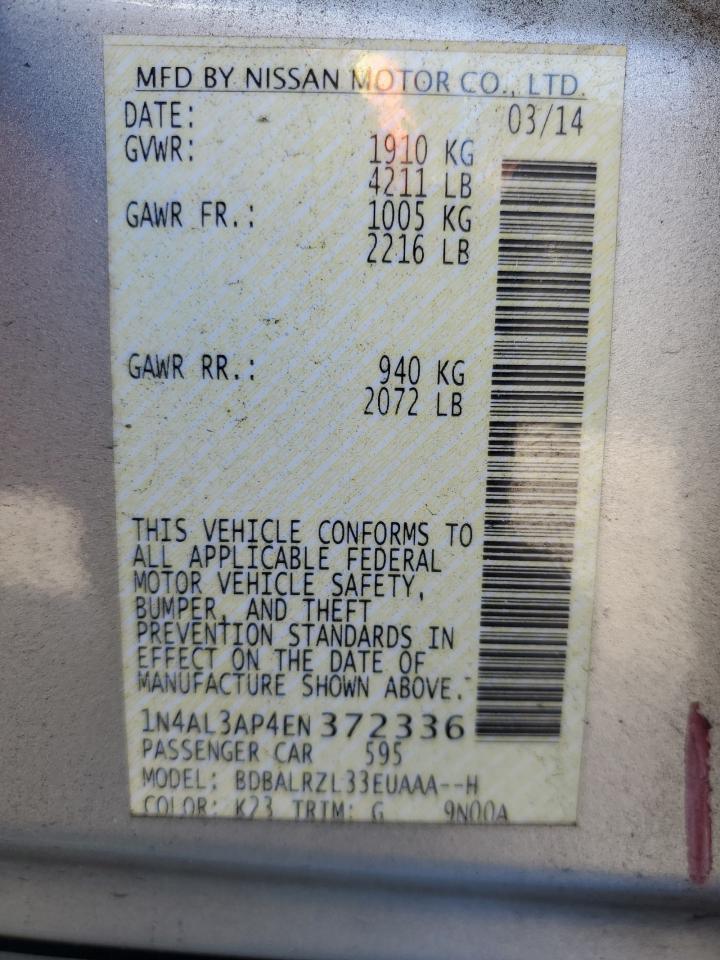 MFD BY NISSAN MOTOR CO., LTD.
DATE: 03/14
GVWR: 1910 KG
4211 LB
GAWR FR.: 1005 KG
2216 LB
GAWR RR.: 940 KG
2072 LB
THIS VEHICLE CONFORMS TO
ALL APPLICABLE FEDERAL
MOTOR VEHICLE SAFETY,
BUMPER, AND THEFT
PREVENTION STANDARDS IN
EFFECT ON THE DATE OF
MANUFACTURE SHOWN ABOVE.
1N4AL3AP4EN 372336
PASSENGER CAR 595
MODEL: BDBALRZL33EUAAA--H
COLOR: K23 TRIM: G 9N00A